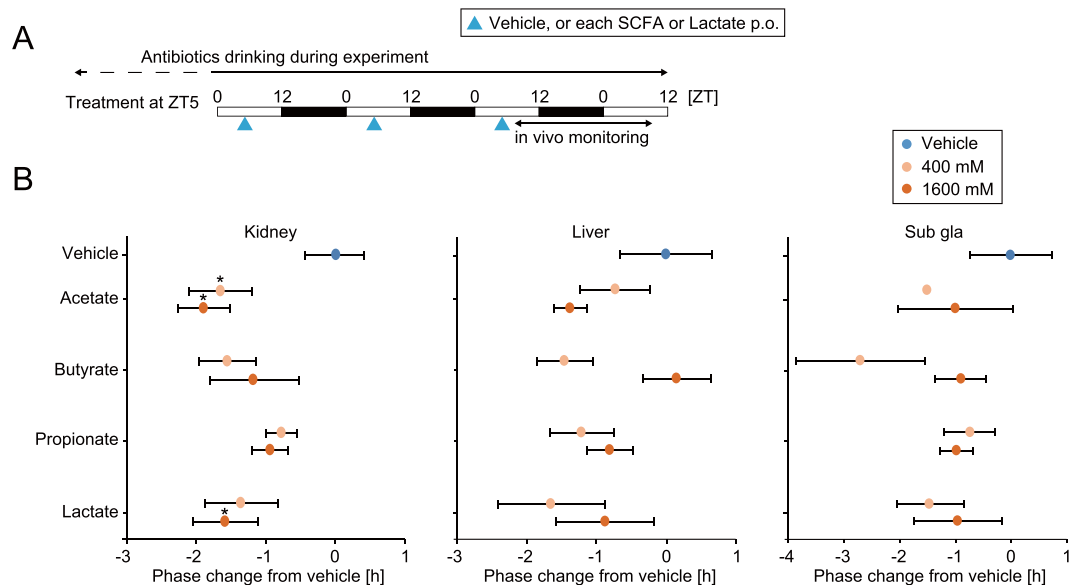 A
Vehicle, or each SCFA or Lactate p.o.
Antibiotics drinking during experiment
Treatment at ZT5
0 12 0 12 0 12 0 12 [ZT]
in vivo monitoring
Vehicle
400 mM
1600 mM
B
Kidney Liver Sub gla
Vehicle
Acetate
*
*
Butyrate
Propionate
Lactate
*
-3 -2 -1 0 1 -3 -2 -1 0 1 -4 -3 -2 -1 0 1
Phase change from vehicle [h] Phase change from vehicle [h] Phase change from vehicle [h]